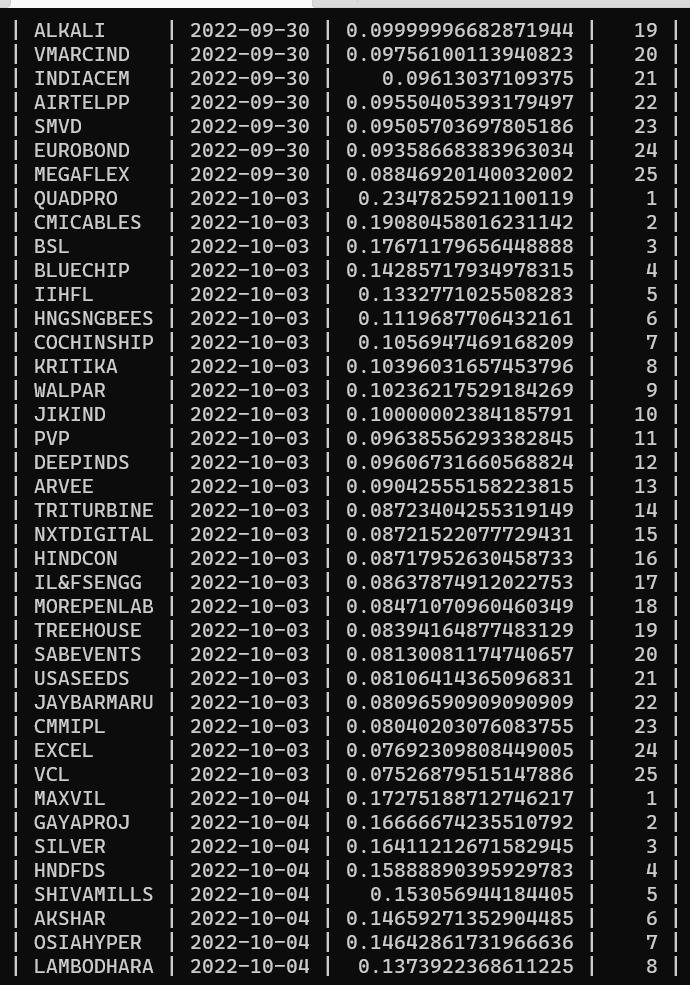 | ALKALI     | 2022-09-30 | 0.09999996682871944 |   19 |
| VMARCIND   | 2022-09-30 | 0.09756100113940823 |   20 |
| INDIACEM   | 2022-09-30 |    0.09613037109375 |   21 |
| AIRTELPP   | 2022-09-30 | 0.09550405393179497 |   22 |
| SMVD       | 2022-09-30 | 0.09505703697805186 |   23 |
| EUROBOND   | 2022-09-30 | 0.09358668383963034 |   24 |
| MEGAFLEX   | 2022-09-30 | 0.08846920140032002 |   25 |
| QUADPRO    | 2022-10-03 |  0.2347825921100119 |    1 |
| CMICABLES  | 2022-10-03 | 0.19080458016231142 |    2 |
| BSL        | 2022-10-03 | 0.17671179656448888 |    3 |
| BLUECHIP   | 2022-10-03 | 0.14285717934978315 |    4 |
| IIHFL      | 2022-10-03 |  0.1332771025508283 |    5 |
| HNGSNGBEES | 2022-10-03 |  0.1119687706432161 |    6 |
| COCHINSHIP | 2022-10-03 |  0.1056947469168209 |    7 |
| KRITIKA    | 2022-10-03 | 0.10396031657453796 |    8 |
| WALPAR     | 2022-10-03 | 0.10236217529184269 |    9 |
| JIKIND     | 2022-10-03 | 0.10000002384185791 |   10 |
| PVP        | 2022-10-03 | 0.09638556293382845 |   11 |
| DEEPINDS   | 2022-10-03 | 0.09606731660568824 |   12 |
| ARVEE      | 2022-10-03 | 0.09042555158223815 |   13 |
| TRITURBINE | 2022-10-03 | 0.08723404255319149 |   14 |
| NXTDIGITAL | 2022-10-03 | 0.08721522077729431 |   15 |
| HINDCON    | 2022-10-03 | 0.08717952630458733 |   16 |
| IL&FSENGG  | 2022-10-03 | 0.08637874912022753 |   17 |
| MOREPENLAB | 2022-10-03 | 0.08471070960460349 |   18 |
| TREEHOUSE  | 2022-10-03 | 0.08394164877483129 |   19 |
| SABEVENTS  | 2022-10-03 | 0.08130081174740657 |   20 |
| USASEEDS   | 2022-10-03 | 0.08106414365096831 |   21 |
| JAYBARMARU | 2022-10-03 | 0.08096590909090909 |   22 |
| CMMIPL     | 2022-10-03 | 0.08040203076083755 |   23 |
| EXCEL      | 2022-10-03 | 0.07692309808449005 |   24 |
| VCL        | 2022-10-03 | 0.07526879515147886 |   25 |
| MAXVIL     | 2022-10-04 | 0.17275188712746217 |    1 |
| GAYAPROJ   | 2022-10-04 | 0.16666674235510792 |    2 |
| SILVER     | 2022-10-04 | 0.16411212671582945 |    3 |
| HNDFDS     | 2022-10-04 | 0.15888890395929783 |    4 |
| SHIVAMILLS | 2022-10-04 |   0.153056944184405 |    5 |
| AKSHAR     | 2022-10-04 | 0.14659271352904485 |    6 |
| OSIAHYPER  | 2022-10-04 | 0.14642861731966636 |    7 |
| LAMBODHARA | 2022-10-04 |  0.1373922368611225 |    8 |